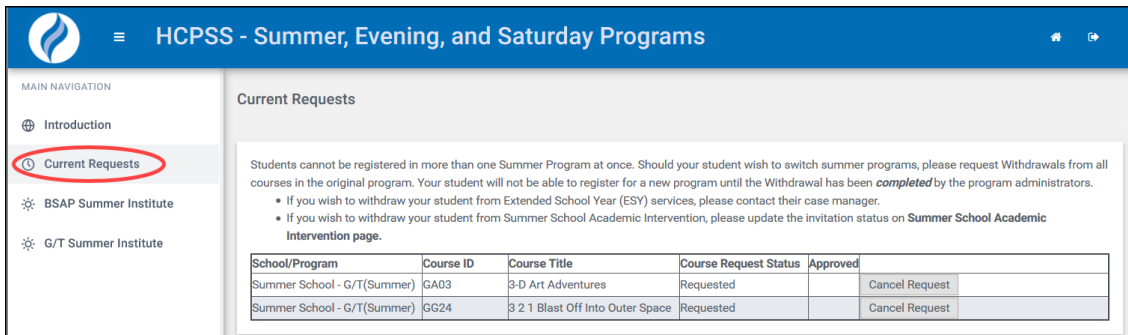 HCPSS - Summer, Evening, and Saturday Programs
MAIN NAVIGATION
Introduction
Current Requests
BSAP Summer Institute
G/T Summer Institute
Current Requests
Students cannot be registered in more than one Summer Program at once. Should your student wish to switch summer programs, please request Withdrawals from all
courses in the original program. Your student will not be able to register for a new program until the Withdrawal has been completed by the program administrators.
• If you wish to withdraw your student from Extended School Year (ESY) services, please contact their case manager.
• If you wish to withdraw your student from Summer School Academic Intervention, please update the invitation status on Summer School Academic
Intervention page.
School/Program Course ID Course Title Course Request Status Approved
Summer School - G/T(Summer) GA03 3-D Art Adventures Requested Cancel Request
Summer School - G/T(Summer) GG24 3 2 1 Blast Off Into Outer Space Requested Cancel Request